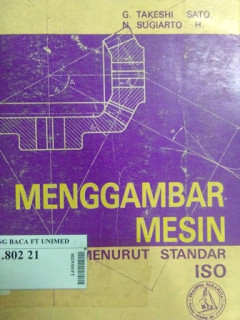 G. TAKESHI SATO
N. SUGIARTO H.
MENGGAMBAR
MESIN
MENURUT STANDAR
ISO
NG BACA FT UNIMED
.802 21